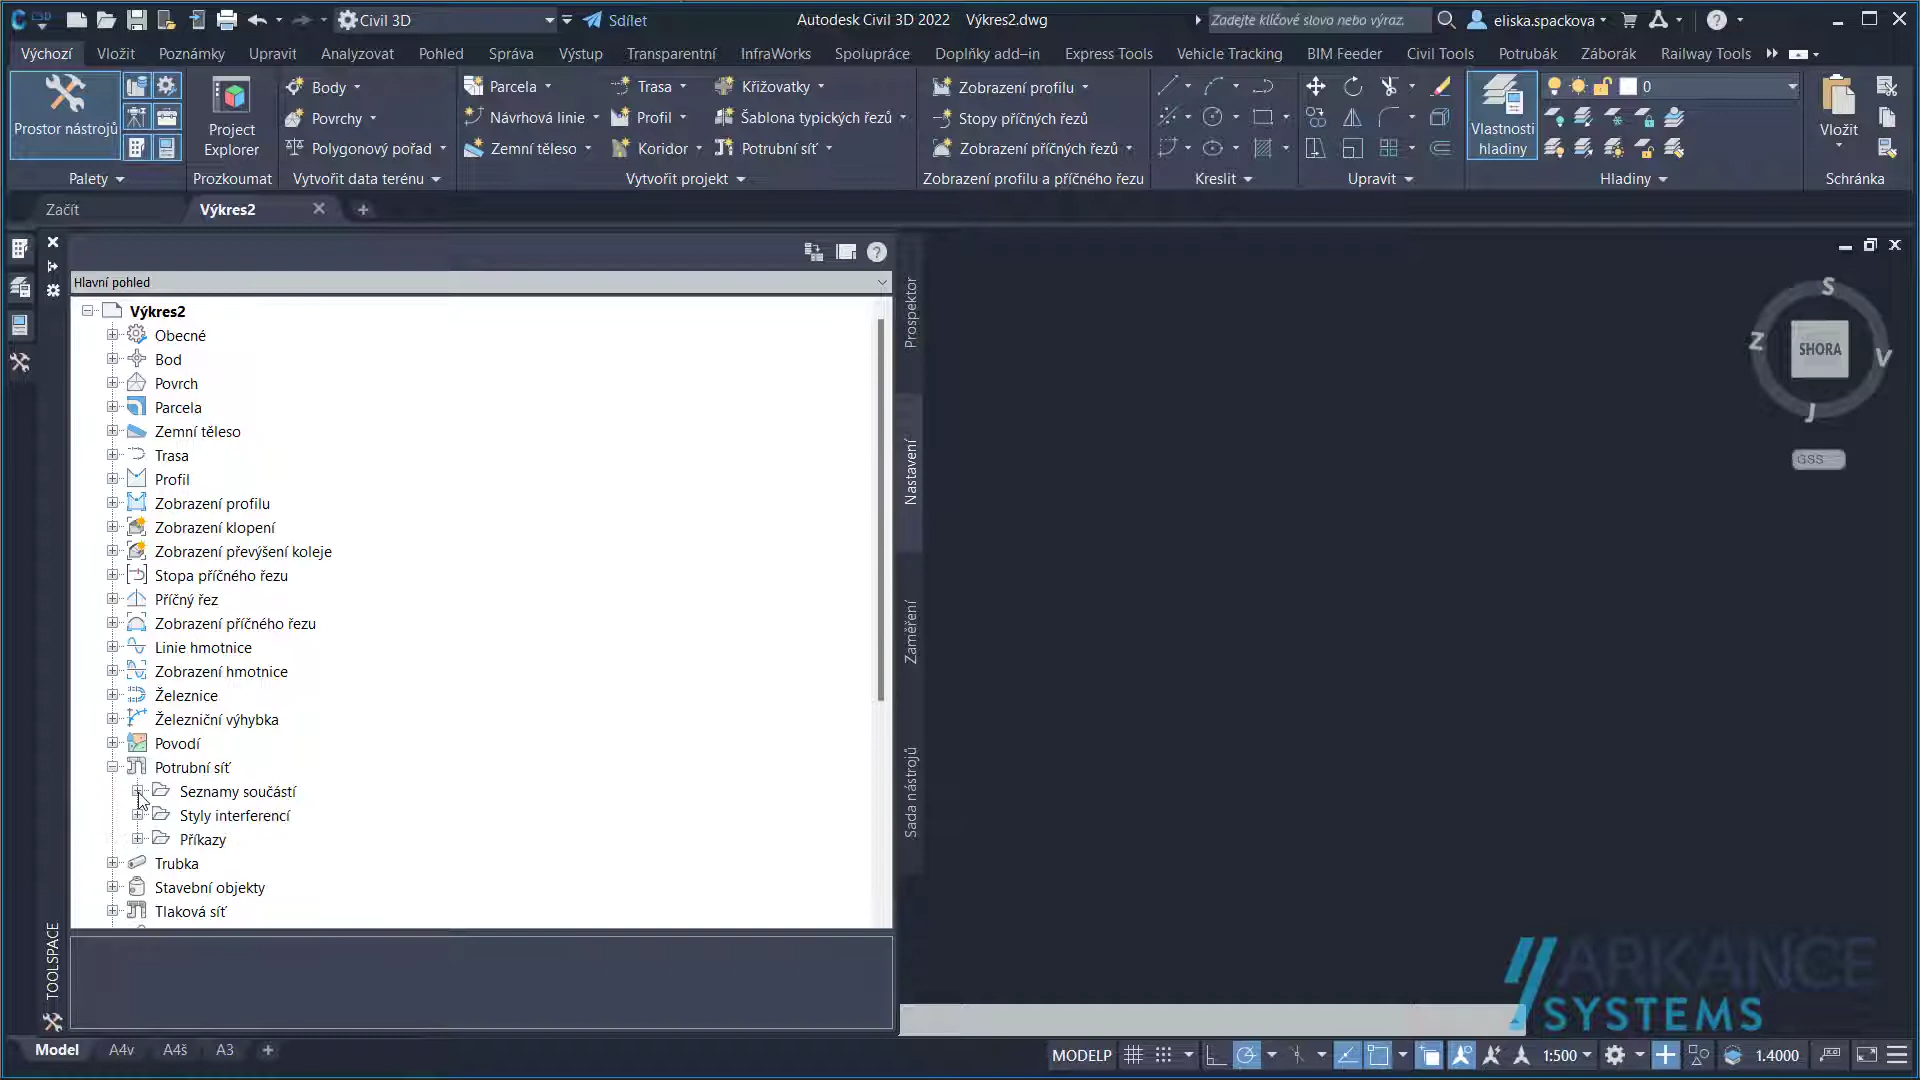 Civil 3D
Sdílet
Autodesk Civil 3D 2022 Výkres2.dwg
Zadejte klíčové slovo nebo výraz.
eliska.spackova
Výchozí Vložit Poznámky Upravit Analyzovat Pohled Správa Výstup Transparentní InfraWorks Spolupráce Doplňky add–in Express Tools Vehicle Tracking BIM Feeder Civil Tools Potrubák Záborák Railway Tools
Prostor nástrojů
Palety
Project
Explorer
Prozkoumat
Body
Povrchy
Polygonový pořad
Vytvořit data terénu
Parcela Trasa Křižovatky
Návrhová linie Profil Šablona typických řezů
Zemní těleso Koridor Potrubní síť
Vytvořit projekt
Zobrazení profilu
Stopy příčných řezů
Zobrazení příčných řezů
Zobrazení profilu a příčného řezu
Kreslit
Upravit
Vlastnosti
hladiny
0
Hladiny
Vložit
Schránka
Začít
Výkres2
Hlavní pohled
Výkres2
Obecné
Bod
Povrch
Parcela
Zemní těleso
Trasa
Profil
Zobrazení profilu
Zobrazení klopení
Zobrazení převýšení koleje
Stopa příčného řezu
Příčný řez
Zobrazení příčného řezu
Linie hmotnice
Zobrazení hmotnice
Železnice
Železniční výhybka
Povodí
Potrubní síť
Seznamy součástí
Styly interferencí
Příkazy
Trubka
Stavební objekty
Tlaková síť
TOOLSPACE
Prospektor
Nastavení
Zaměření
Sada nástrojů
S
Z
SHORA
V
J
GSS
ARKANCE
SYSTEMS
Model A4v A4š A3
MODELP
1:500
1.4000